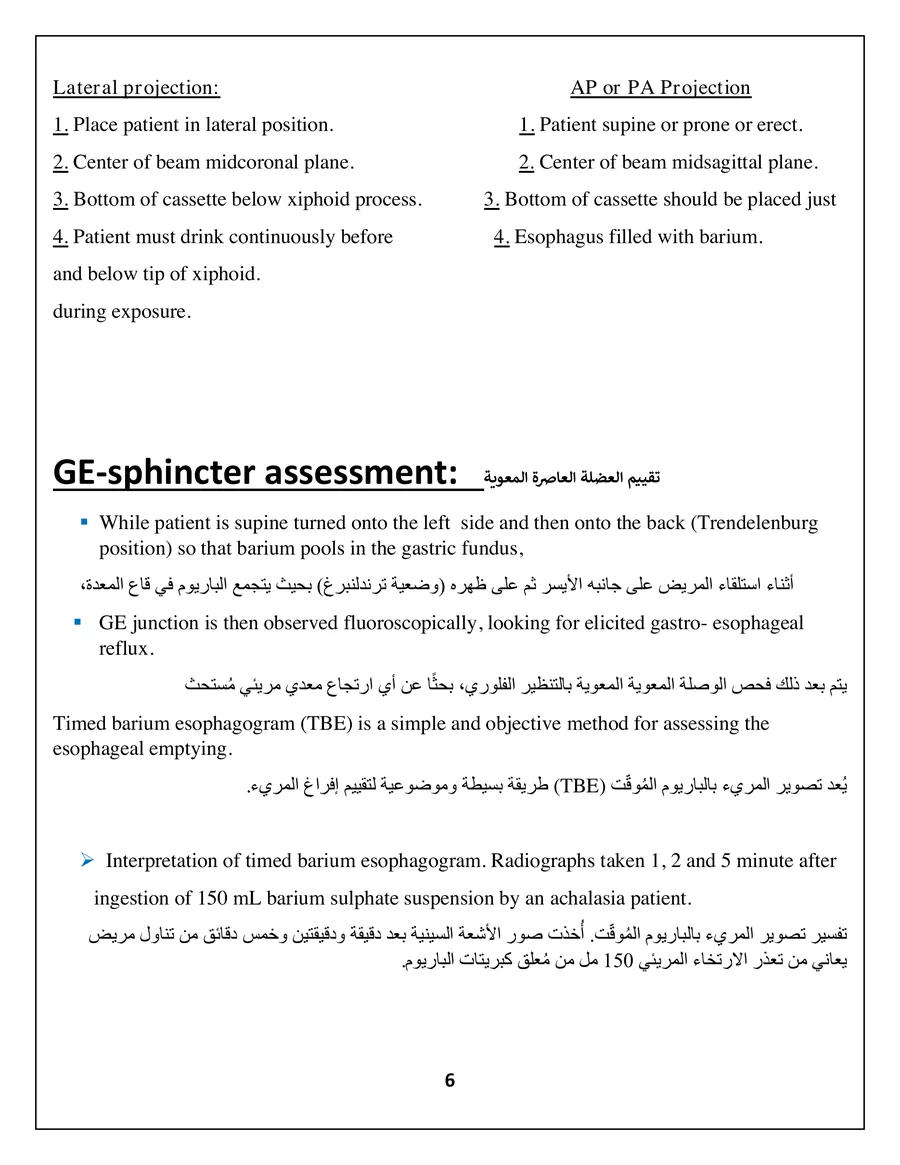 Lateral projection: AP or PA Projection
1. Place patient in lateral position. 1. Patient supine or prone or erect.
2. Center of beam midcoronal plane. 2. Center of beam midsagittal plane.
3. Bottom of cassette below xiphoid process. 3. Bottom of cassette should be placed just
4. Patient must drink continuously before 4. Esophagus filled with barium.
and below tip of xiphoid.
during exposure.
GE-sphincter assessment: تقييم العضلة العاصرة المعوية
▪ While patient is supine turned onto the left side and then onto the back (Trendelenburg
position) so that barium pools in the gastric fundus,
أثناء استلقاء المريض على جانبه الأيسر ثم على ظهره (وضعية ترندلنبرغ) بحيث يتجمع الباريوم في قاع المعدة،
▪ GE junction is then observed fluoroscopically, looking for elicited gastro- esophageal
reflux.
يتم بعد ذلك فحص الوصلة المعوية المعوية بالتنظير الفلوري، بحثًا عن أي ارتجاع معدي مريئي مُستحث
Timed barium esophagogram (TBE) is a simple and objective method for assessing the
esophageal emptying.
يُعد تصوير المريء بالباريوم المُوقّت (TBE) طريقة بسيطة وموضوعية لتقييم إفراغ المريء.
➢ Interpretation of timed barium esophagogram. Radiographs taken 1, 2 and 5 minute after
ingestion of 150 mL barium sulphate suspension by an achalasia patient.
تفسير تصوير المريء بالباريوم المُوقّت. أُخذت صور الأشعة السينية بعد دقيقة ودقيقتين وخمس دقائق من تناول مريض
يعاني من تعذر الارتخاء المريئي 150 مل من مُعلق كبريتات الباريوم.
6